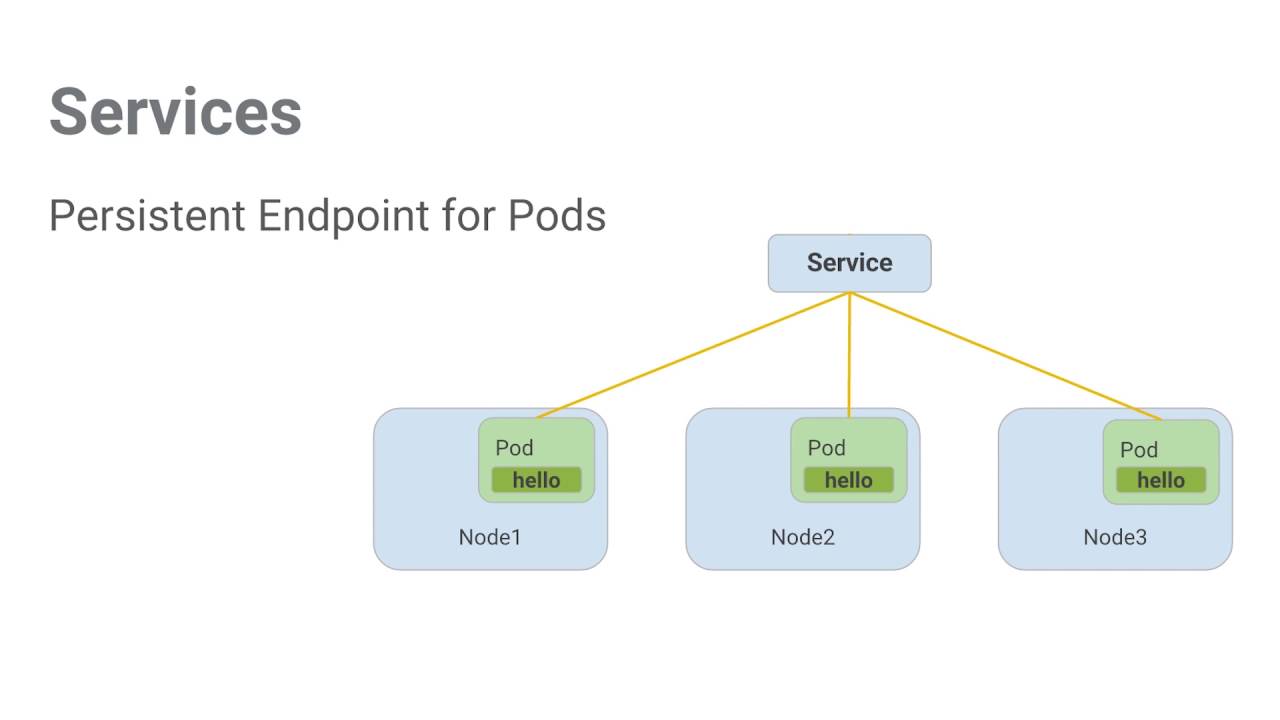 Services
Persistent Endpoint for Pods
Service
Pod
hello
Node1
Pod
hello
Node2
Pod
hello
Node3